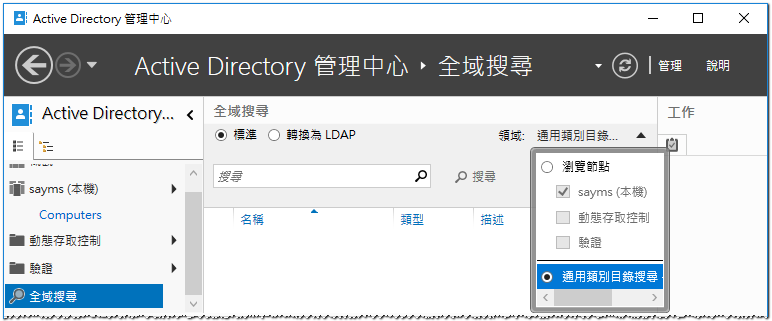 Active Directory 管理中心
Active Directory 管理中心 ‣ 全域搜尋
管理
說明
Active Directory...
sayms (本機)
Computers
動態存取控制
驗證
全域搜尋
全域搜尋
標準
轉換為 LDAP
領域:
通用類別目錄...
搜尋
搜尋
名稱
類型
描述
瀏覽節點
sayms (本機)
動態存取控制
驗證
通用類別目錄搜尋
工作